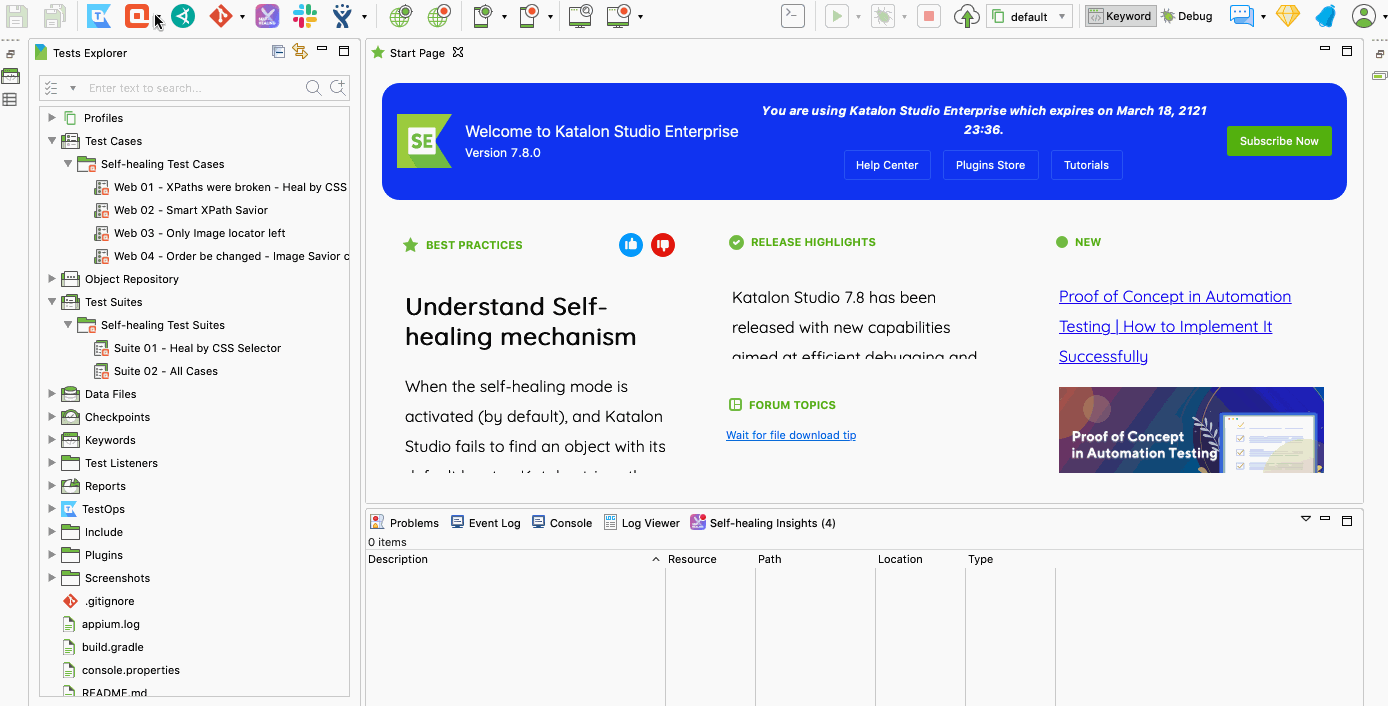 default
Keyword
Debug
Tests Explorer
Enter text to search...
Profiles
Test Cases
Self-healing Test Cases
Web 01 - XPaths were broken - Heal by CSS
Web 02 - Smart XPath Savior
Web 03 - Only Image locator left
Web 04 - Order be changed - Image Savior c
Object Repository
Test Suites
Self-healing Test Suites
Suite 01 - Heal by CSS Selector
Suite 02 - All Cases
Data Files
Checkpoints
Keywords
Test Listeners
Reports
TestOps
Include
Plugins
Screenshots
.gitignore
appium.log
build.gradle
console.properties
README.md
Start Page
SE
Welcome to Katalon Studio Enterprise
Version 7.8.0
You are using Katalon Studio Enterprise which expires on March 18, 2121
23:36.
Help Center
Plugins Store
Tutorials
Subscribe Now
BEST PRACTICES
Understand Self-
healing mechanism
When the self-healing mode is
activated (by default), and Katalon
Studio fails to find an object with its
RELEASE HIGHLIGHTS
Katalon Studio 7.8 has been
released with new capabilities
aimed at efficient debugging and
FORUM TOPICS
Wait for file download tip
NEW
Proof of Concept in Automation
Testing | How to Implement It
Successfully
Proof of Concept
in Automation Testing
Problems
Event Log
Console
Log Viewer
Self-healing Insights (4)
0 items
Description
Resource
Path
Location
Type